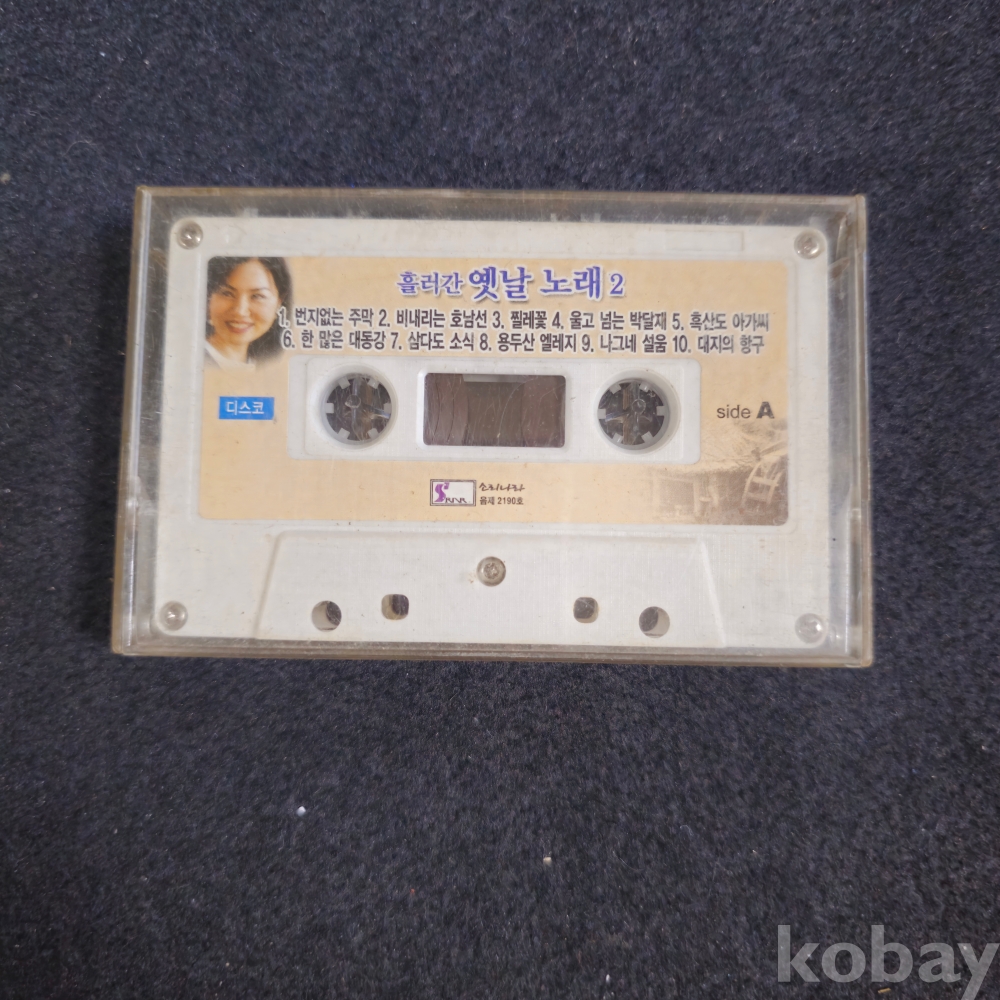 흘러간 옛날 노래 2
1. 번지없는 주막 2. 비내리는 호남선 3. 찔레꽃 4. 울고 넘는 박달재 5. 흑산도 아가씨
6. 한 많은 대동강 7. 삼다도 소식 8. 용두산 엘레지 9. 나그네 설움 10. 대지의 항구
디스코
side A
소리나라
음제 2190호
kobay